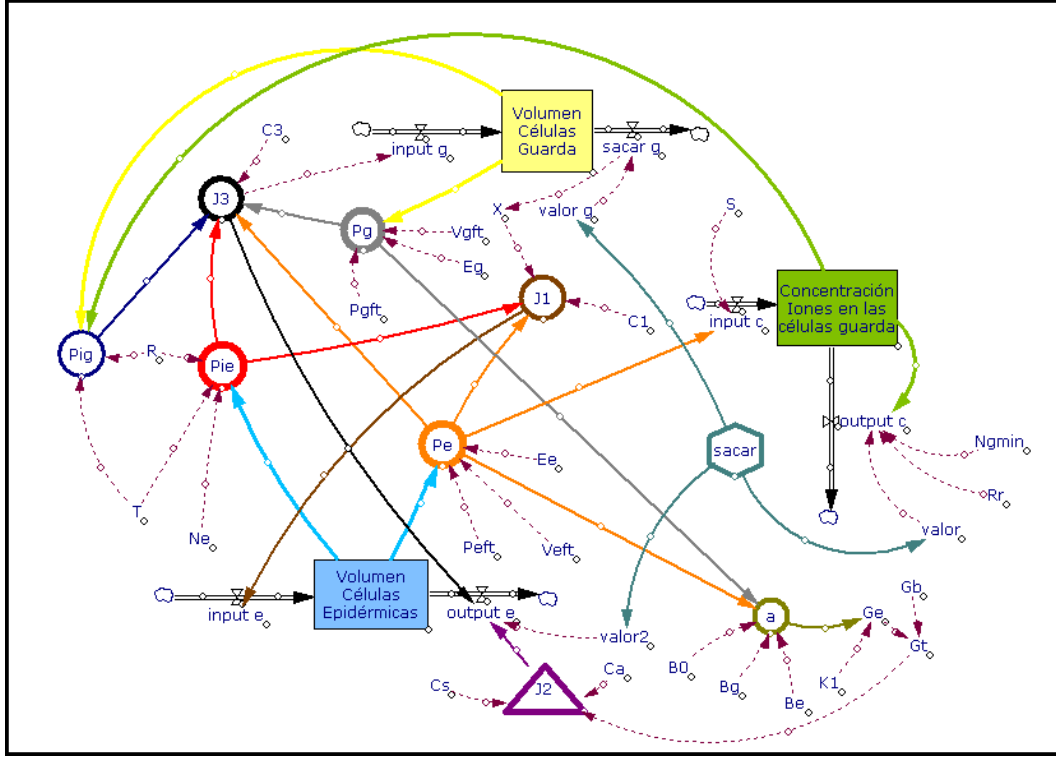 Volumen
Células
Guarda
C3
input g
sacar g
J3
X
valor g
S
Pg
Vgft
Eg
Pgft
J1
C1
input c
Concentración
Iones en las
células guarda
Pig
R
Pie
output c
Pe
Ee
sacar
Ngmin
Rr
T
Ne
Peft
Veft
valor
Volumen
Células
Epidérmicas
input e
output e
valor2
a
Ge
Gb
Gt
B0
Bg
Be
K1
Cs
Ca
J2